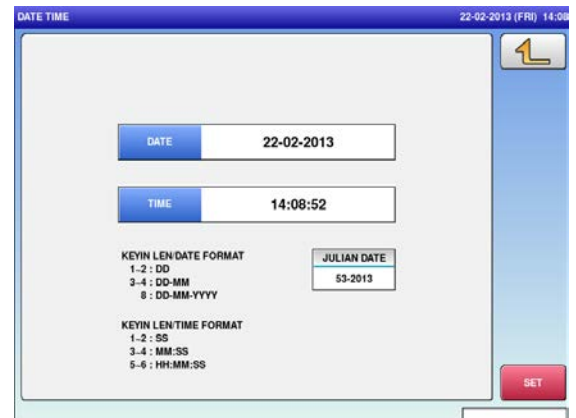 DATE TIME
22-02-2013 (FRI) 14:08
DATE
22-02-2013
TIME
14:08:52
KEYIN LEN/DATE FORMAT
1-2 : DD
3-4 : DD-MM
8 : DD-MM-YYYY
JULIAN DATE
53-2013
KEYIN LEN/TIME FORMAT
1-2 : SS
3-4 : MM:SS
5-6 : HH:MM:SS
SET